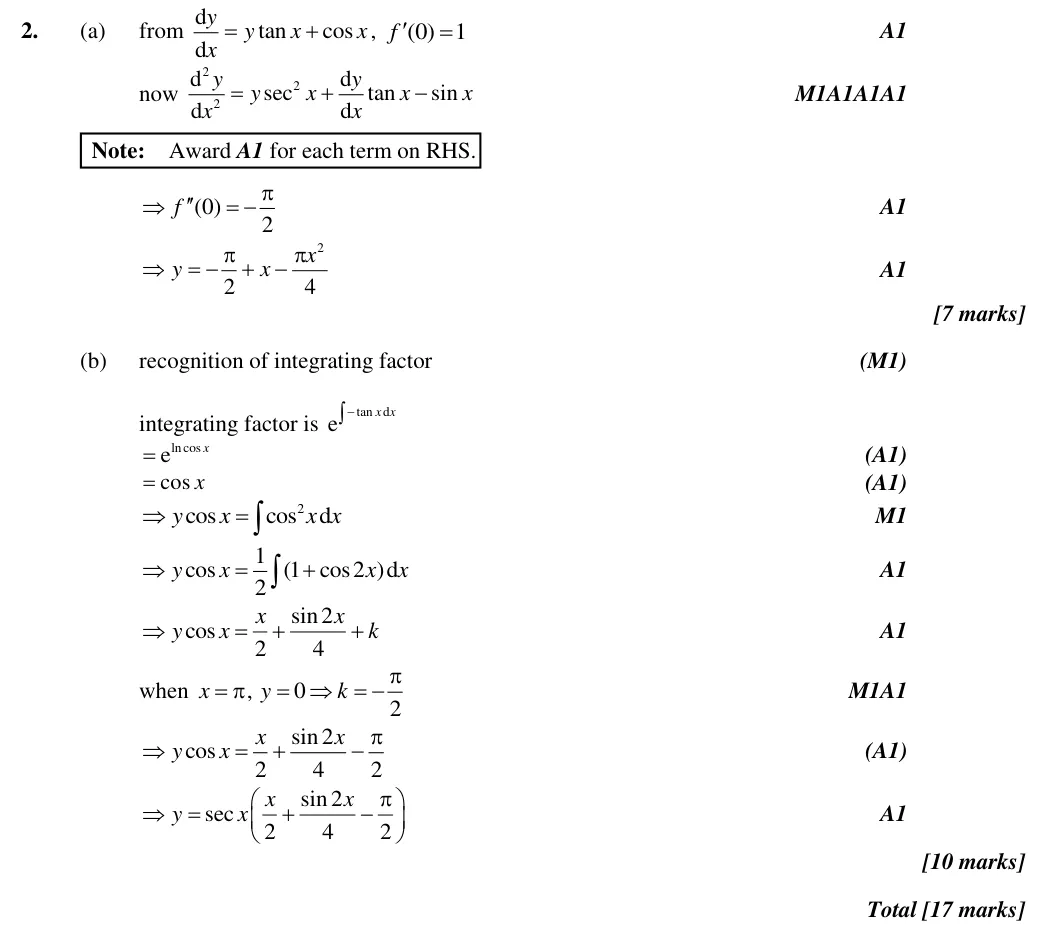 2. (a) from dy/dx = y tan x + cos x, f′(0) = 1 A1
now d²y/dx² = y sec² x + dy/dx tan x − sin x M1A1A1A1
Note: Award A1 for each term on RHS.
⇒ f″(0) = −π/2 A1
⇒ y = −π/2 + x − πx²/4 A1
[7 marks]
(b) recognition of integrating factor (M1)
integrating factor is e^(∫ − tan x dx)
= e^(ln cos x) (A1)
= cos x (A1)
⇒ y cos x = ∫ cos² x dx M1
⇒ y cos x = 1/2 ∫ (1 + cos 2x) dx A1
⇒ y cos x = x/2 + sin 2x/4 + k A1
when x = π, y = 0 ⇒ k = −π/2 M1A1
⇒ y cos x = x/2 + sin 2x/4 − π/2 (A1)
⇒ y = sec x (x/2 + sin 2x/4 − π/2) A1
[10 marks]
Total [17 marks]